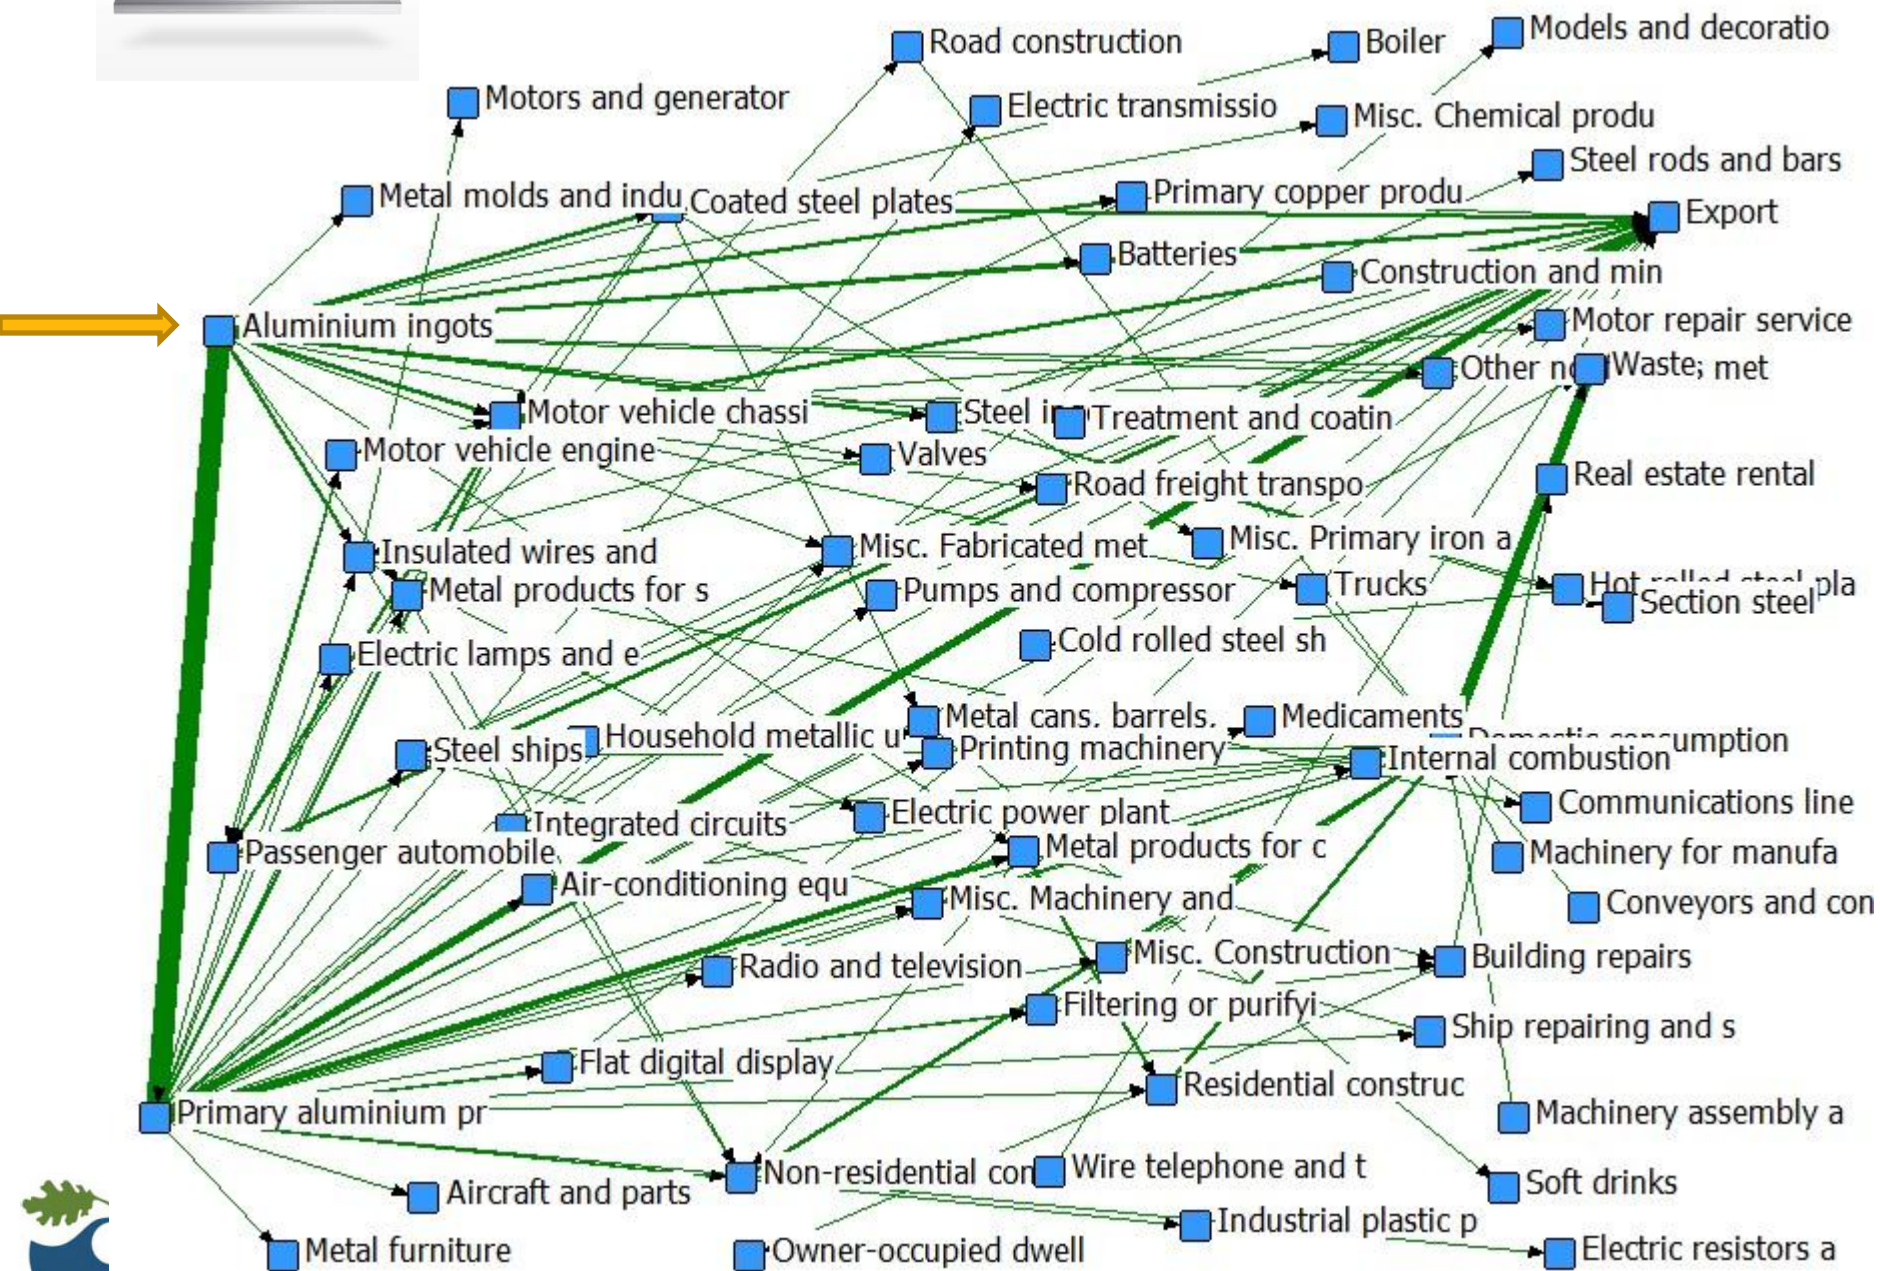 Road construction
Boiler
Models and decoratio
Motors and generator
Electric transmissio
Misc. Chemical produ
Steel rods and bars
Metal molds and indu
Coated steel plates
Primary copper produ
Export
Batteries
Construction and min
Aluminium ingots
Motor repair service
Other no
Waste;
met
Motor vehicle chassi
Steel in
Treatment and coatin
Motor vehicle engine
Valves
Road freight transpo
Real estate rental
Insulated wires and
Misc. Fabricated met
Misc. Primary iron a
Metal products for s
Pumps and compressor
Trucks
Hot rolled steel pla
Section steel
Electric lamps and e
Cold rolled steel sh
Metal cans. barrels.
Medicaments
Household metallic u
Steel ships
Printing machinery
Domestic consumption
Internal combustion
Communications line
Integrated circuits
Electric power plant
Passenger automobile
Metal products for c
Machinery for manufa
Air-conditioning equ
Misc. Machinery and
Conveyors and con
Radio and television
Misc. Construction
Building repairs
Filtering or purifyi
Ship repairing and s
Flat digital display
Residential construc
Primary aluminium pr
Machinery assembly a
Non-residential con
Wire telephone and t
Soft drinks
Aircraft and parts
Industrial plastic p
Metal furniture
Owner-occupied dwell
Electric resistors a